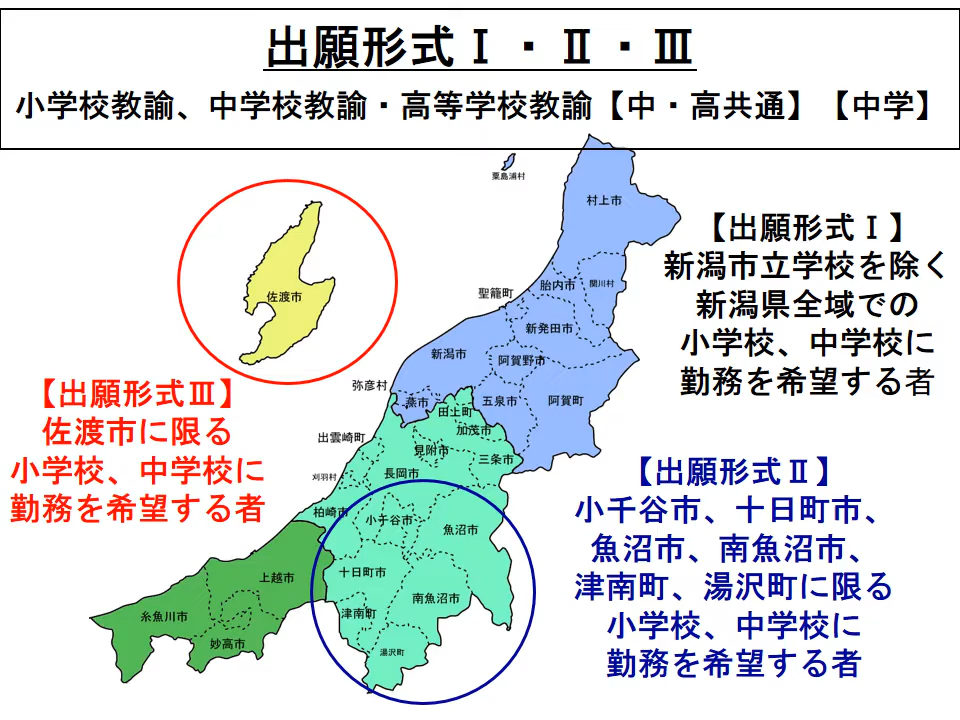 出願形式Ⅰ・Ⅱ・Ⅲ
小学校教諭、中学校教諭・高等学校教諭【中・高共通】【中学】
粟島浦村
村上市
【出願形式Ⅰ】
新潟市立学校を除く
新潟県全域での
小学校、中学校に
勤務を希望する者
佐渡市
聖籠町
胎内市
関川村
新発田市
新潟市
阿賀野市
弥彦村
燕市
五泉市
阿賀町
田上町
加茂市
出雲崎町
見附市
三条市
刈羽村
長岡市
柏崎市
小千谷市
魚沼市
十日町市
上越市
南魚沼市
津南町
糸魚川市
妙高市
湯沢町
【出願形式Ⅲ】
佐渡市に限る
小学校、中学校に
勤務を希望する者
【出願形式Ⅱ】
小千谷市、十日町市、
魚沼市、南魚沼市、
津南町、湯沢町に限る
小学校、中学校に
勤務を希望する者